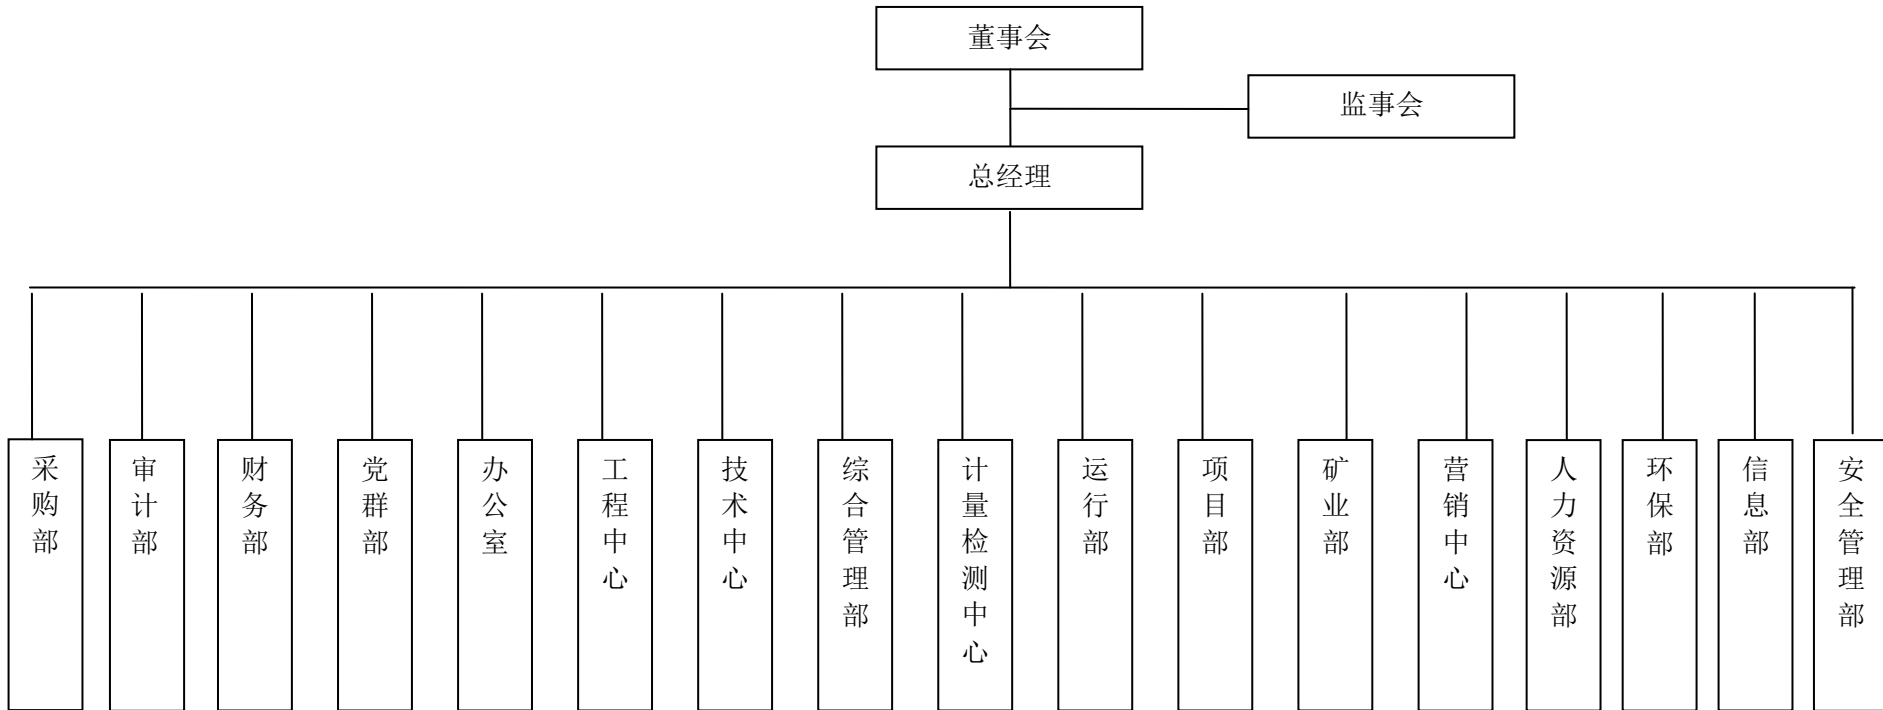 董事会
监事会
总经理
采购部
审计部
财务部
党群部
办公室
工程中心
技术中心
综合管理部
计量检测中心
运行部
项目部
矿业部
营销中心
人力资源部
环保部
信息部
安全管理部